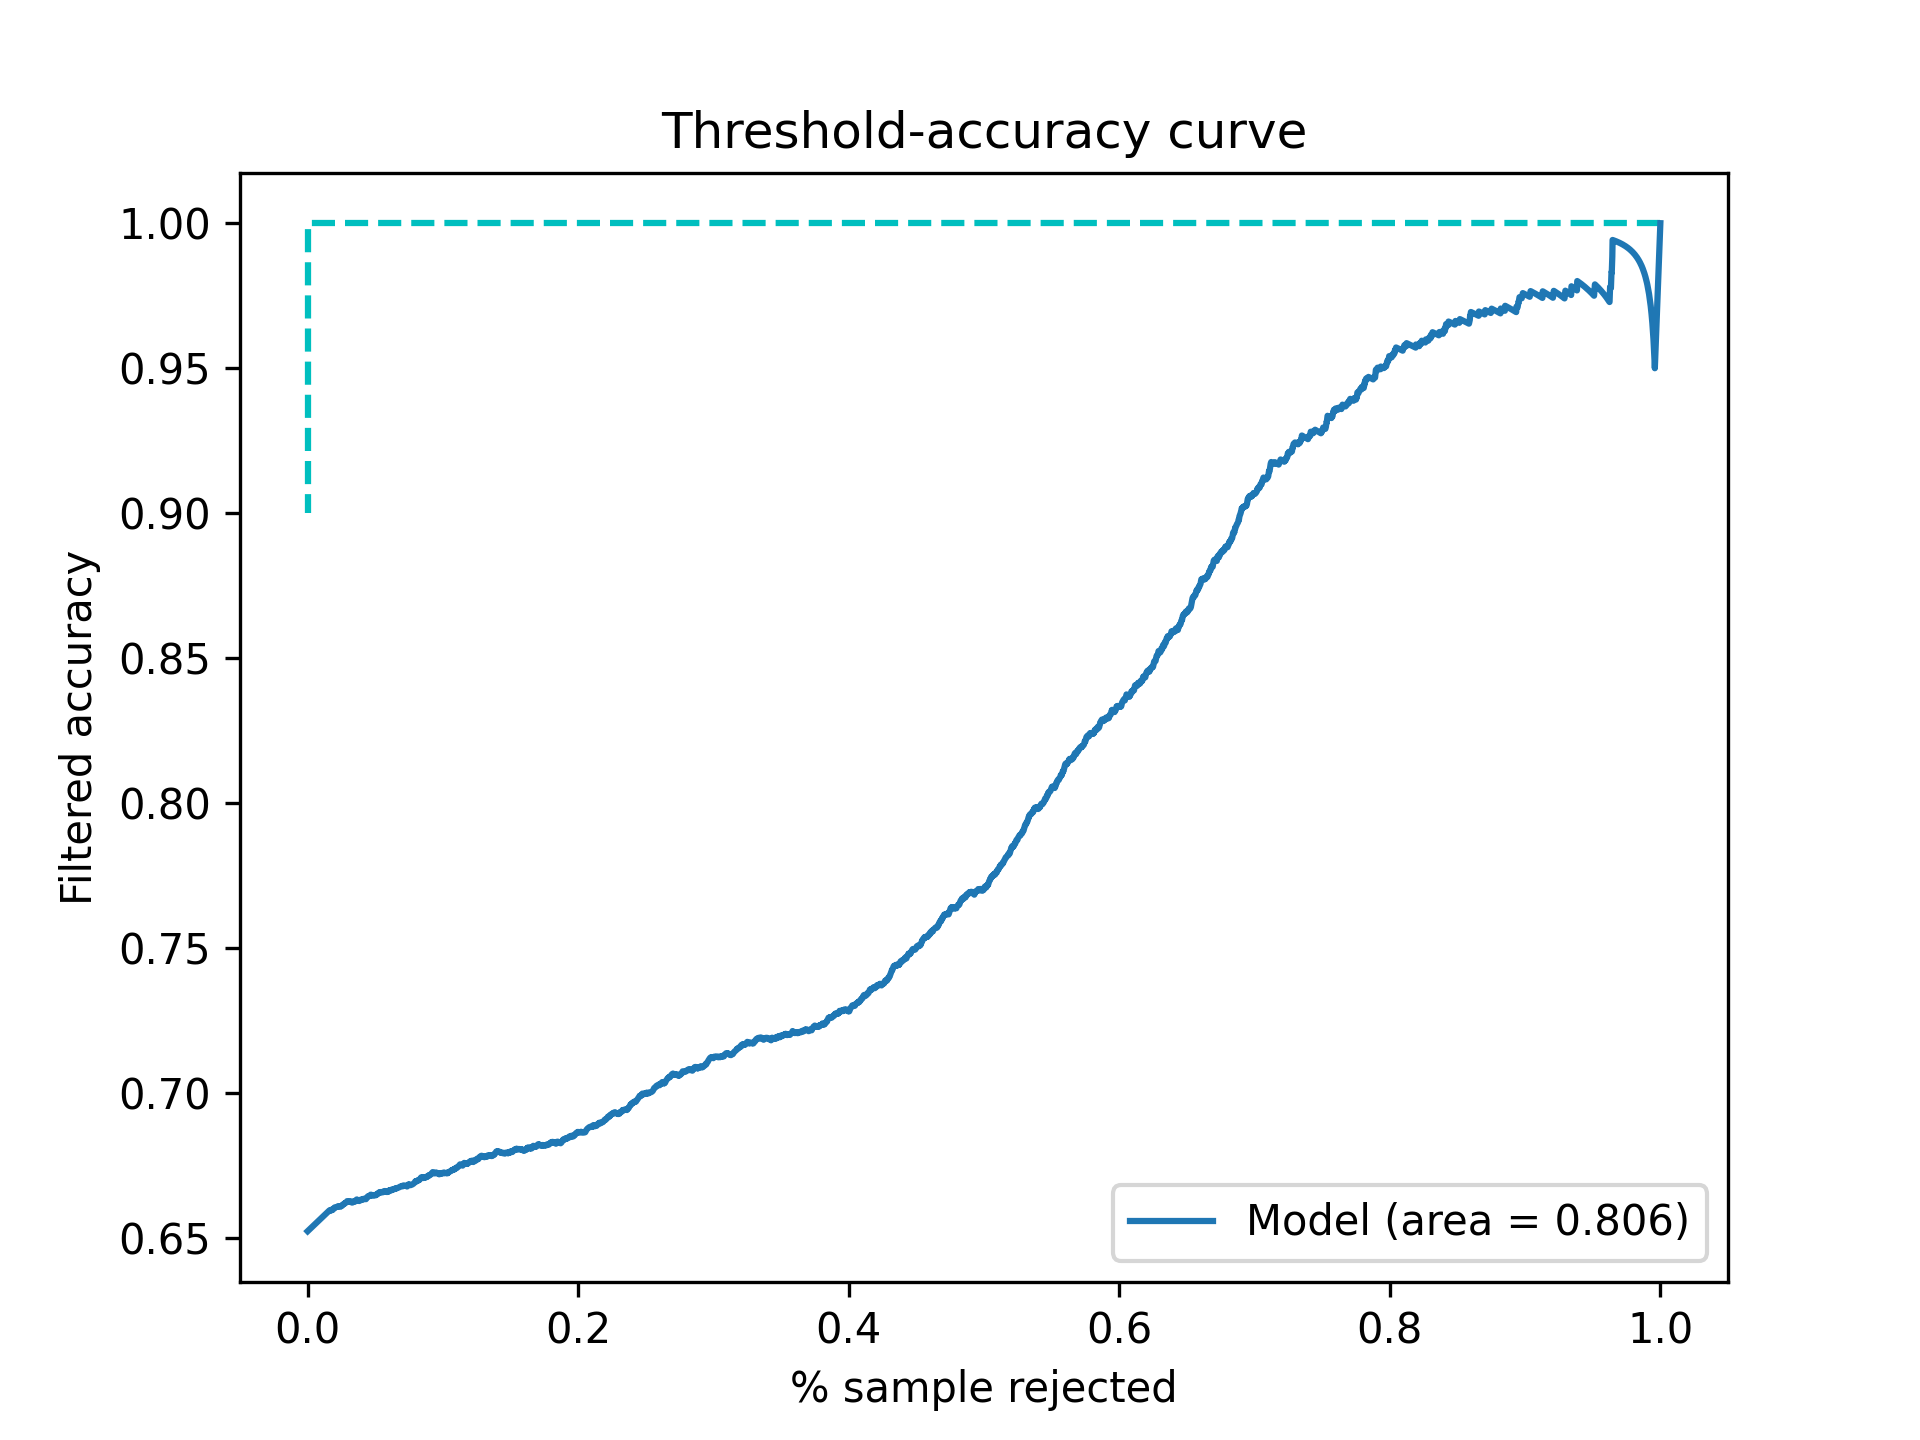 Threshold-accuracy curve
1.00
0.95
0.90
0.85
0.80
0.75
0.70
0.65
Filtered accuracy
Model (area = 0.806)
0.0 0.2 0.4 0.6 0.8 1.0
% sample rejected